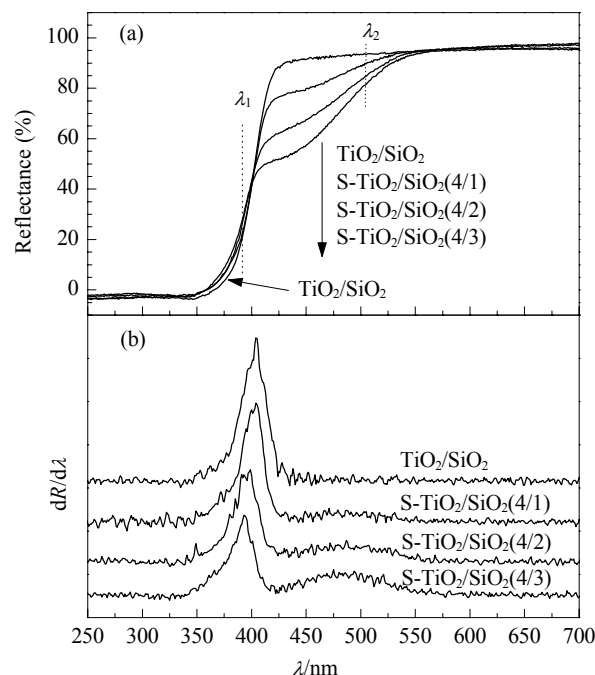 100
80
60
40
20
0
Reflectance (%)
(a)
λ₁
λ₂
TiO₂/SiO₂
S-TiO₂/SiO₂(4/1)
S-TiO₂/SiO₂(4/2)
S-TiO₂/SiO₂(4/3)
TiO₂/SiO₂
(b)
dR/dλ
TiO₂/SiO₂
S-TiO₂/SiO₂(4/1)
S-TiO₂/SiO₂(4/2)
S-TiO₂/SiO₂(4/3)
250 300 350 400 450 500 550 600 650 700
λ/nm